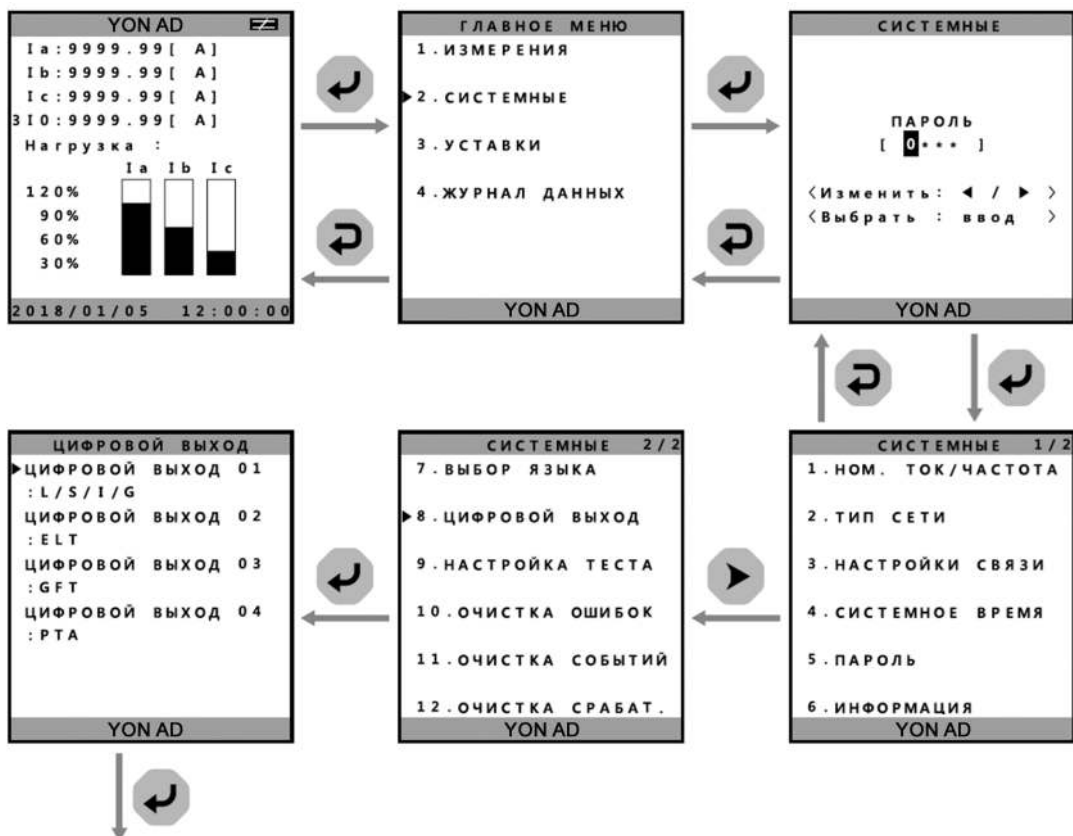 YON AD
Ia:9999.99[ A]
Ib:9999.99[ A]
Ic:9999.99[ A]
3I0:9999.99[ A]
Нагрузка :
Ia Ib Ic
120%
90%
60%
30%
2018/01/05 12:00:00
ГЛАВНОЕ МЕНЮ
1.ИЗМЕРЕНИЯ
2.СИСТЕМНЫЕ
3.УСТАВКИ
4.ЖУРНАЛ ДАННЫХ
YON AD
СИСТЕМНЫЕ
ПАРОЛЬ
[ 0*** ]
<Изменить: ◀ / ▶ >
<Выбрать : ввод >
YON AD
ЦИФРОВОЙ ВЫХОД
ЦИФРОВОЙ ВЫХОД 01
:L/S/I/G
ЦИФРОВОЙ ВЫХОД 02
:ELT
ЦИФРОВОЙ ВЫХОД 03
:GFT
ЦИФРОВОЙ ВЫХОД 04
:PTA
YON AD
СИСТЕМНЫЕ 2/2
7.ВЫБОР ЯЗЫКА
8.ЦИФРОВОЙ ВЫХОД
9.НАСТРОЙКА ТЕСТА
10.ОЧИСТКА ОШИБОК
11.ОЧИСТКА СОБЫТИЙ
12.ОЧИСТКА СРАБАТ.
YON AD
СИСТЕМНЫЕ 1/2
1.НОМ. ТОК/ЧАСТОТА
2.ТИП СЕТИ
3.НАСТРОЙКИ СВЯЗИ
4.СИСТЕМНОЕ ВРЕМЯ
5.ПАРОЛЬ
6.ИНФОРМАЦИЯ
YON AD